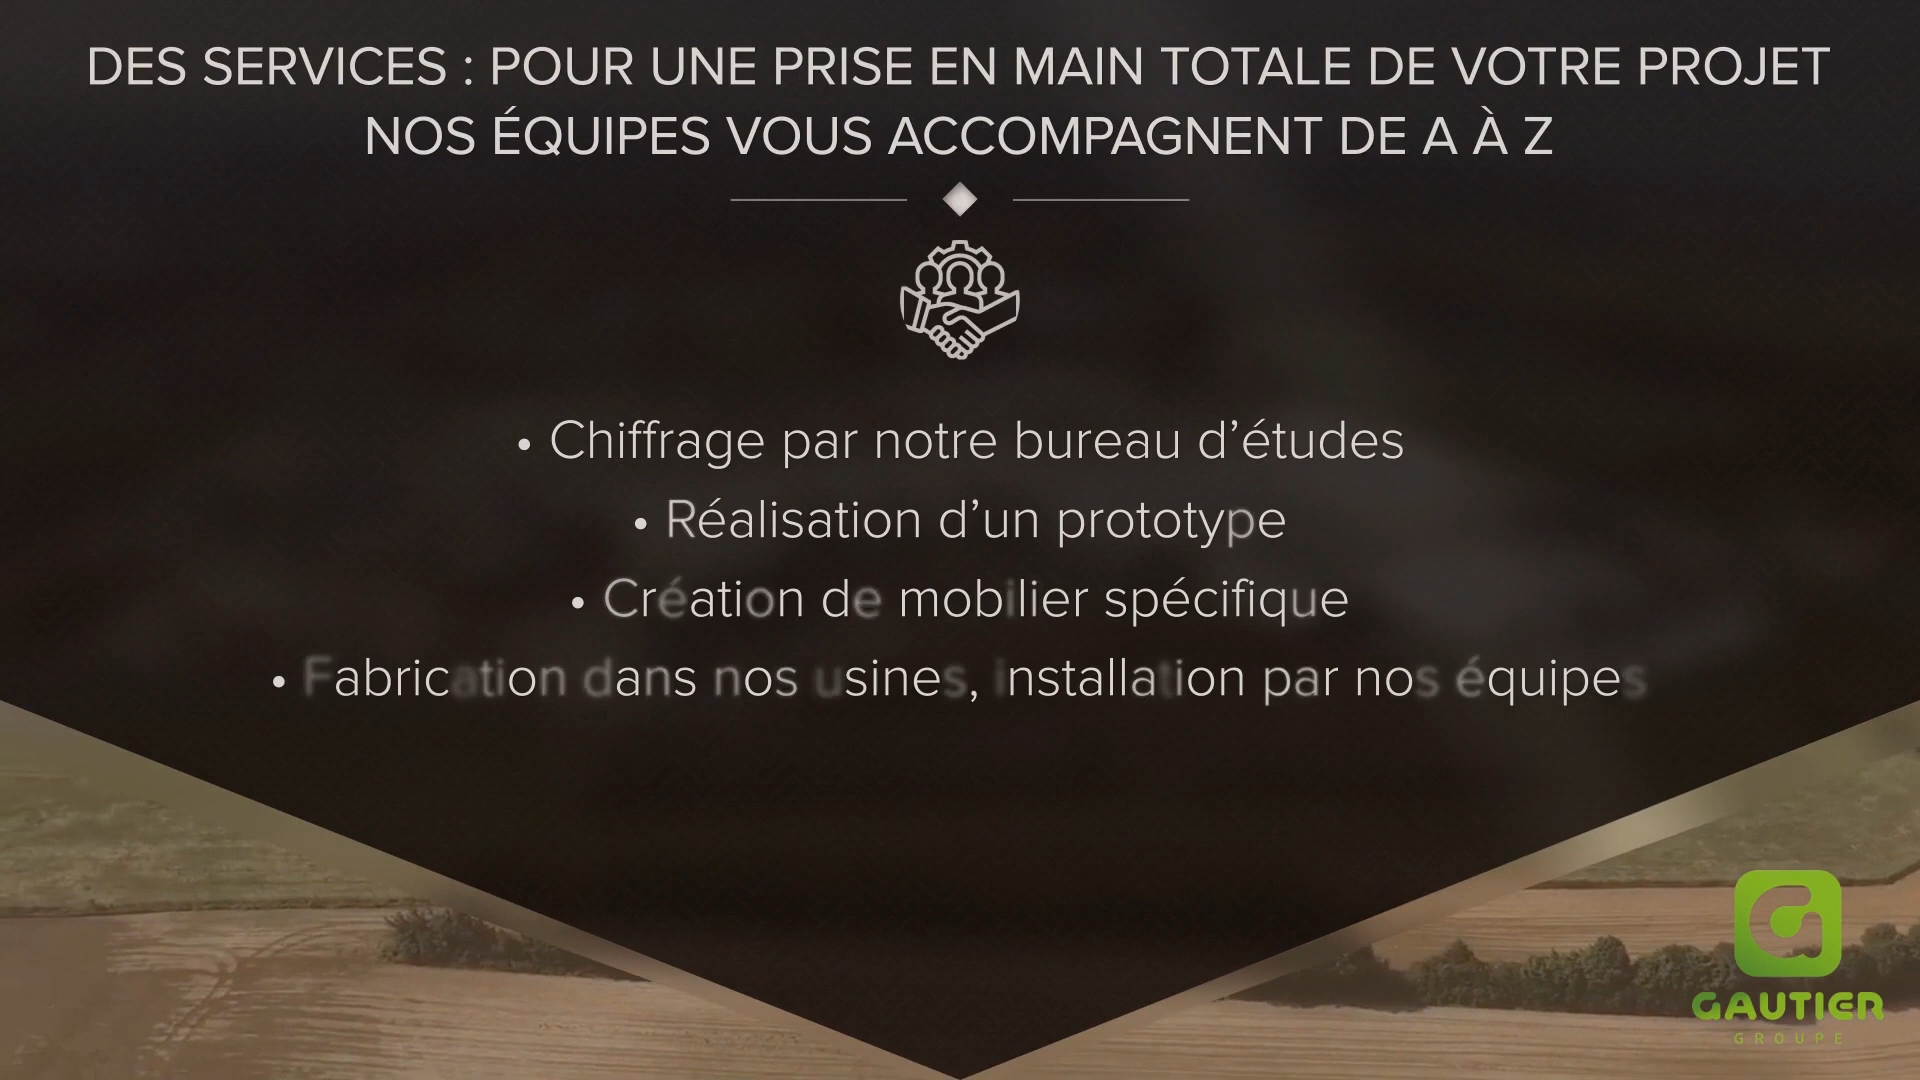 DES SERVICES : POUR UNE PRISE EN MAIN TOTALE DE VOTRE PROJET
NOS ÉQUIPES VOUS ACCOMPAGNENT DE A À Z
• Chiffrage par notre bureau d’études
• Réalisation d’un prototype
• Création de mobilier spécifique
• Fabrication dans nos usines, installation par nos équipes
GAUTIER
GROUPE